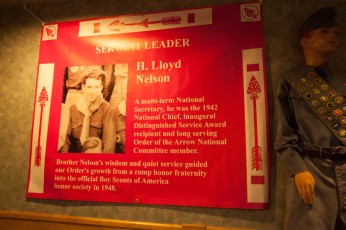 SERVANT LEADER
H. Lloyd
Nelson
A multi-term National
Secretary, he was the 1942
National Chief, inaugural
Distinguished Service Award
recipient and long serving
Order of the Arrow National
Committee member.
Brother Nelson's wisdom and quiet service guided
our Order's growth from a camp honor fraternity
into the official Boy Scouts of America
honor society in 1948.